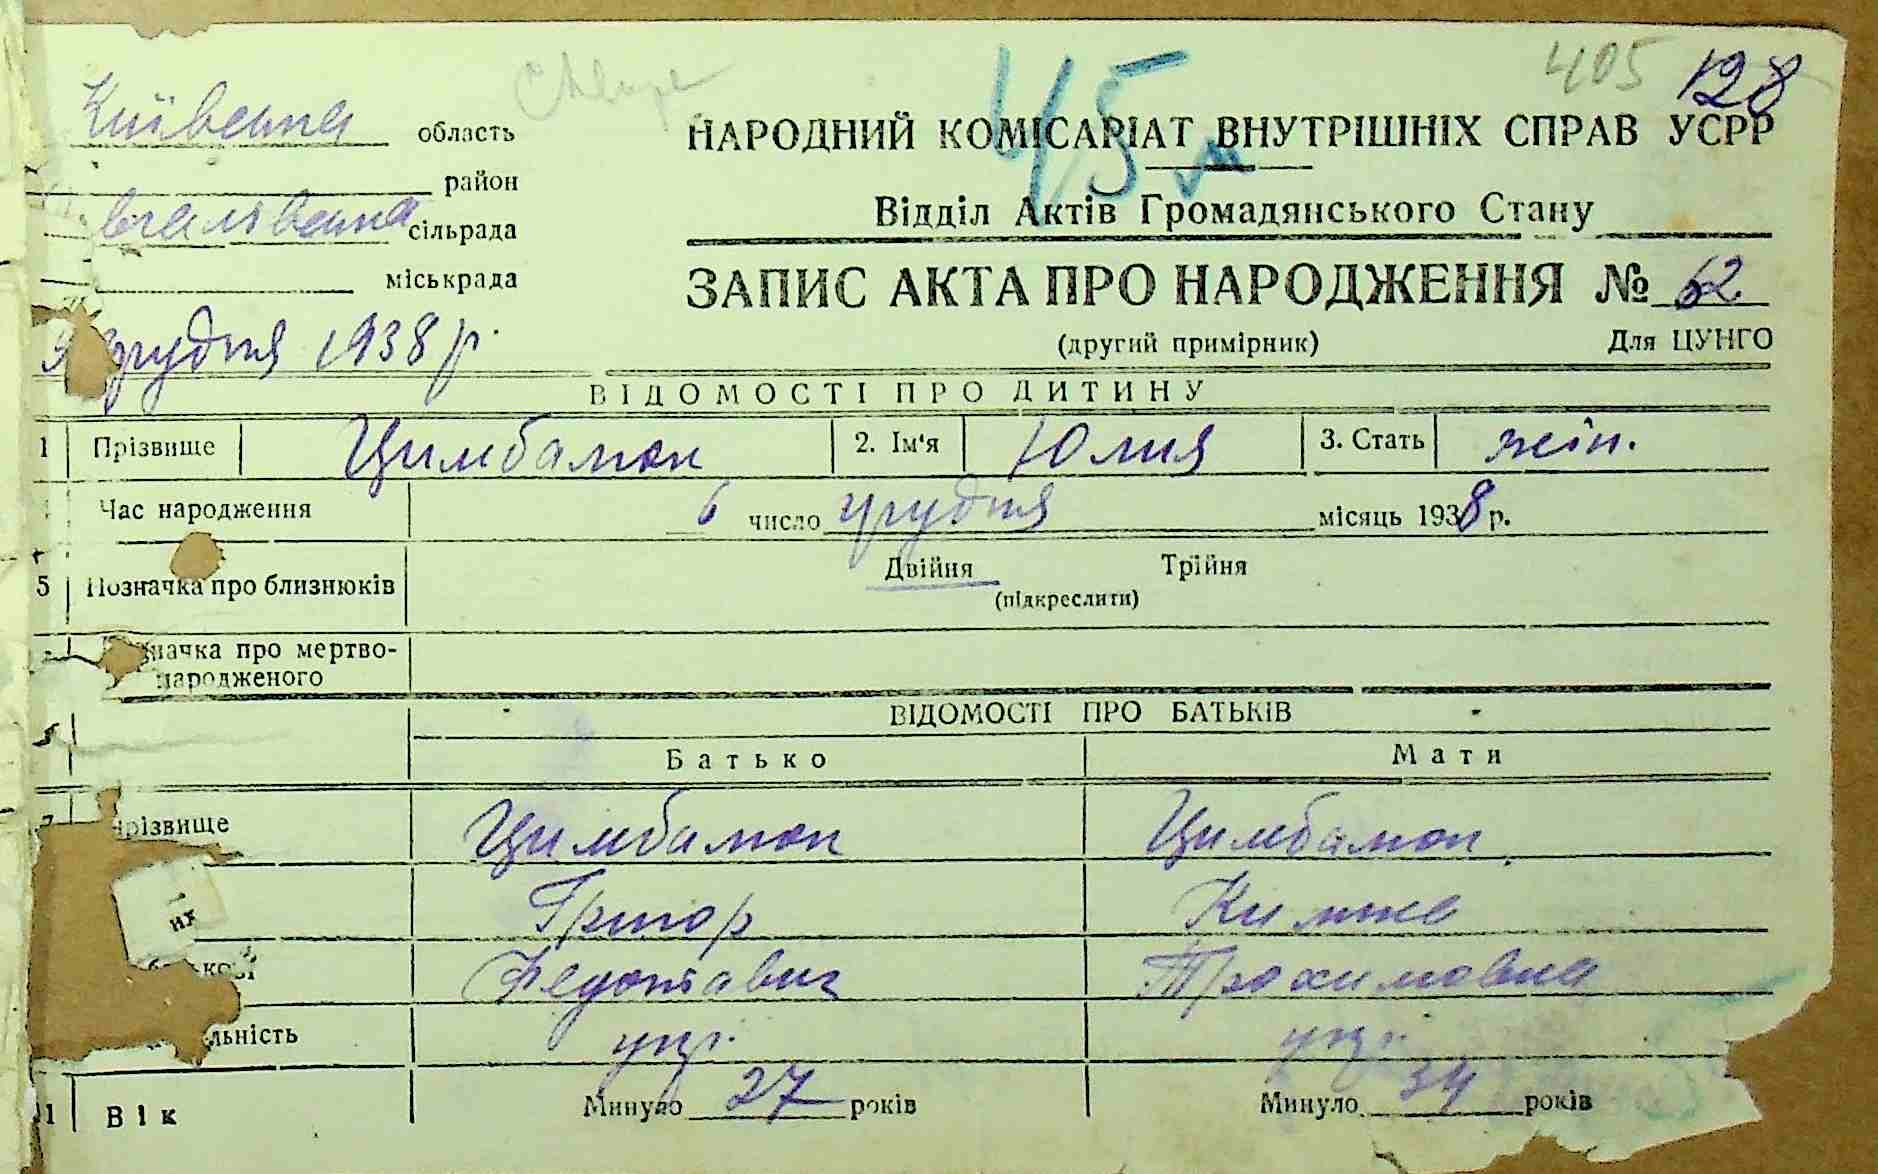 405 128
45
Київська область
НАРОДНИЙ КОМІСАРІАТ ВНУТРІШНІХ СПРАВ УСРР
район
Відділ Актів Громадянського Стану
сільрада
міськрада
ЗАПИС АКТА ПРО НАРОДЖЕННЯ № 62
(другий примірник) Для ЦУНГО
грудня 1938 р.
ВІДОМОСТІ ПРО ДИТИНУ
1 Прізвище Цимбалюк 2. Ім'я Юлия 3. Стать жін.
Час народження 6 число грудня місяць 1938 р.
5 Позначка про близнюків Двійня Трійня
(підкреслити)
значка про мертво-
народженого
ВІДОМОСТІ ПРО БАТЬКІВ
Батько Мати
різвище Цимбалюк Цимбалюк
Григор
Федотавич Трохимовна
льність укр. укр.
Вік Минуло 27 років Минуло 34 років